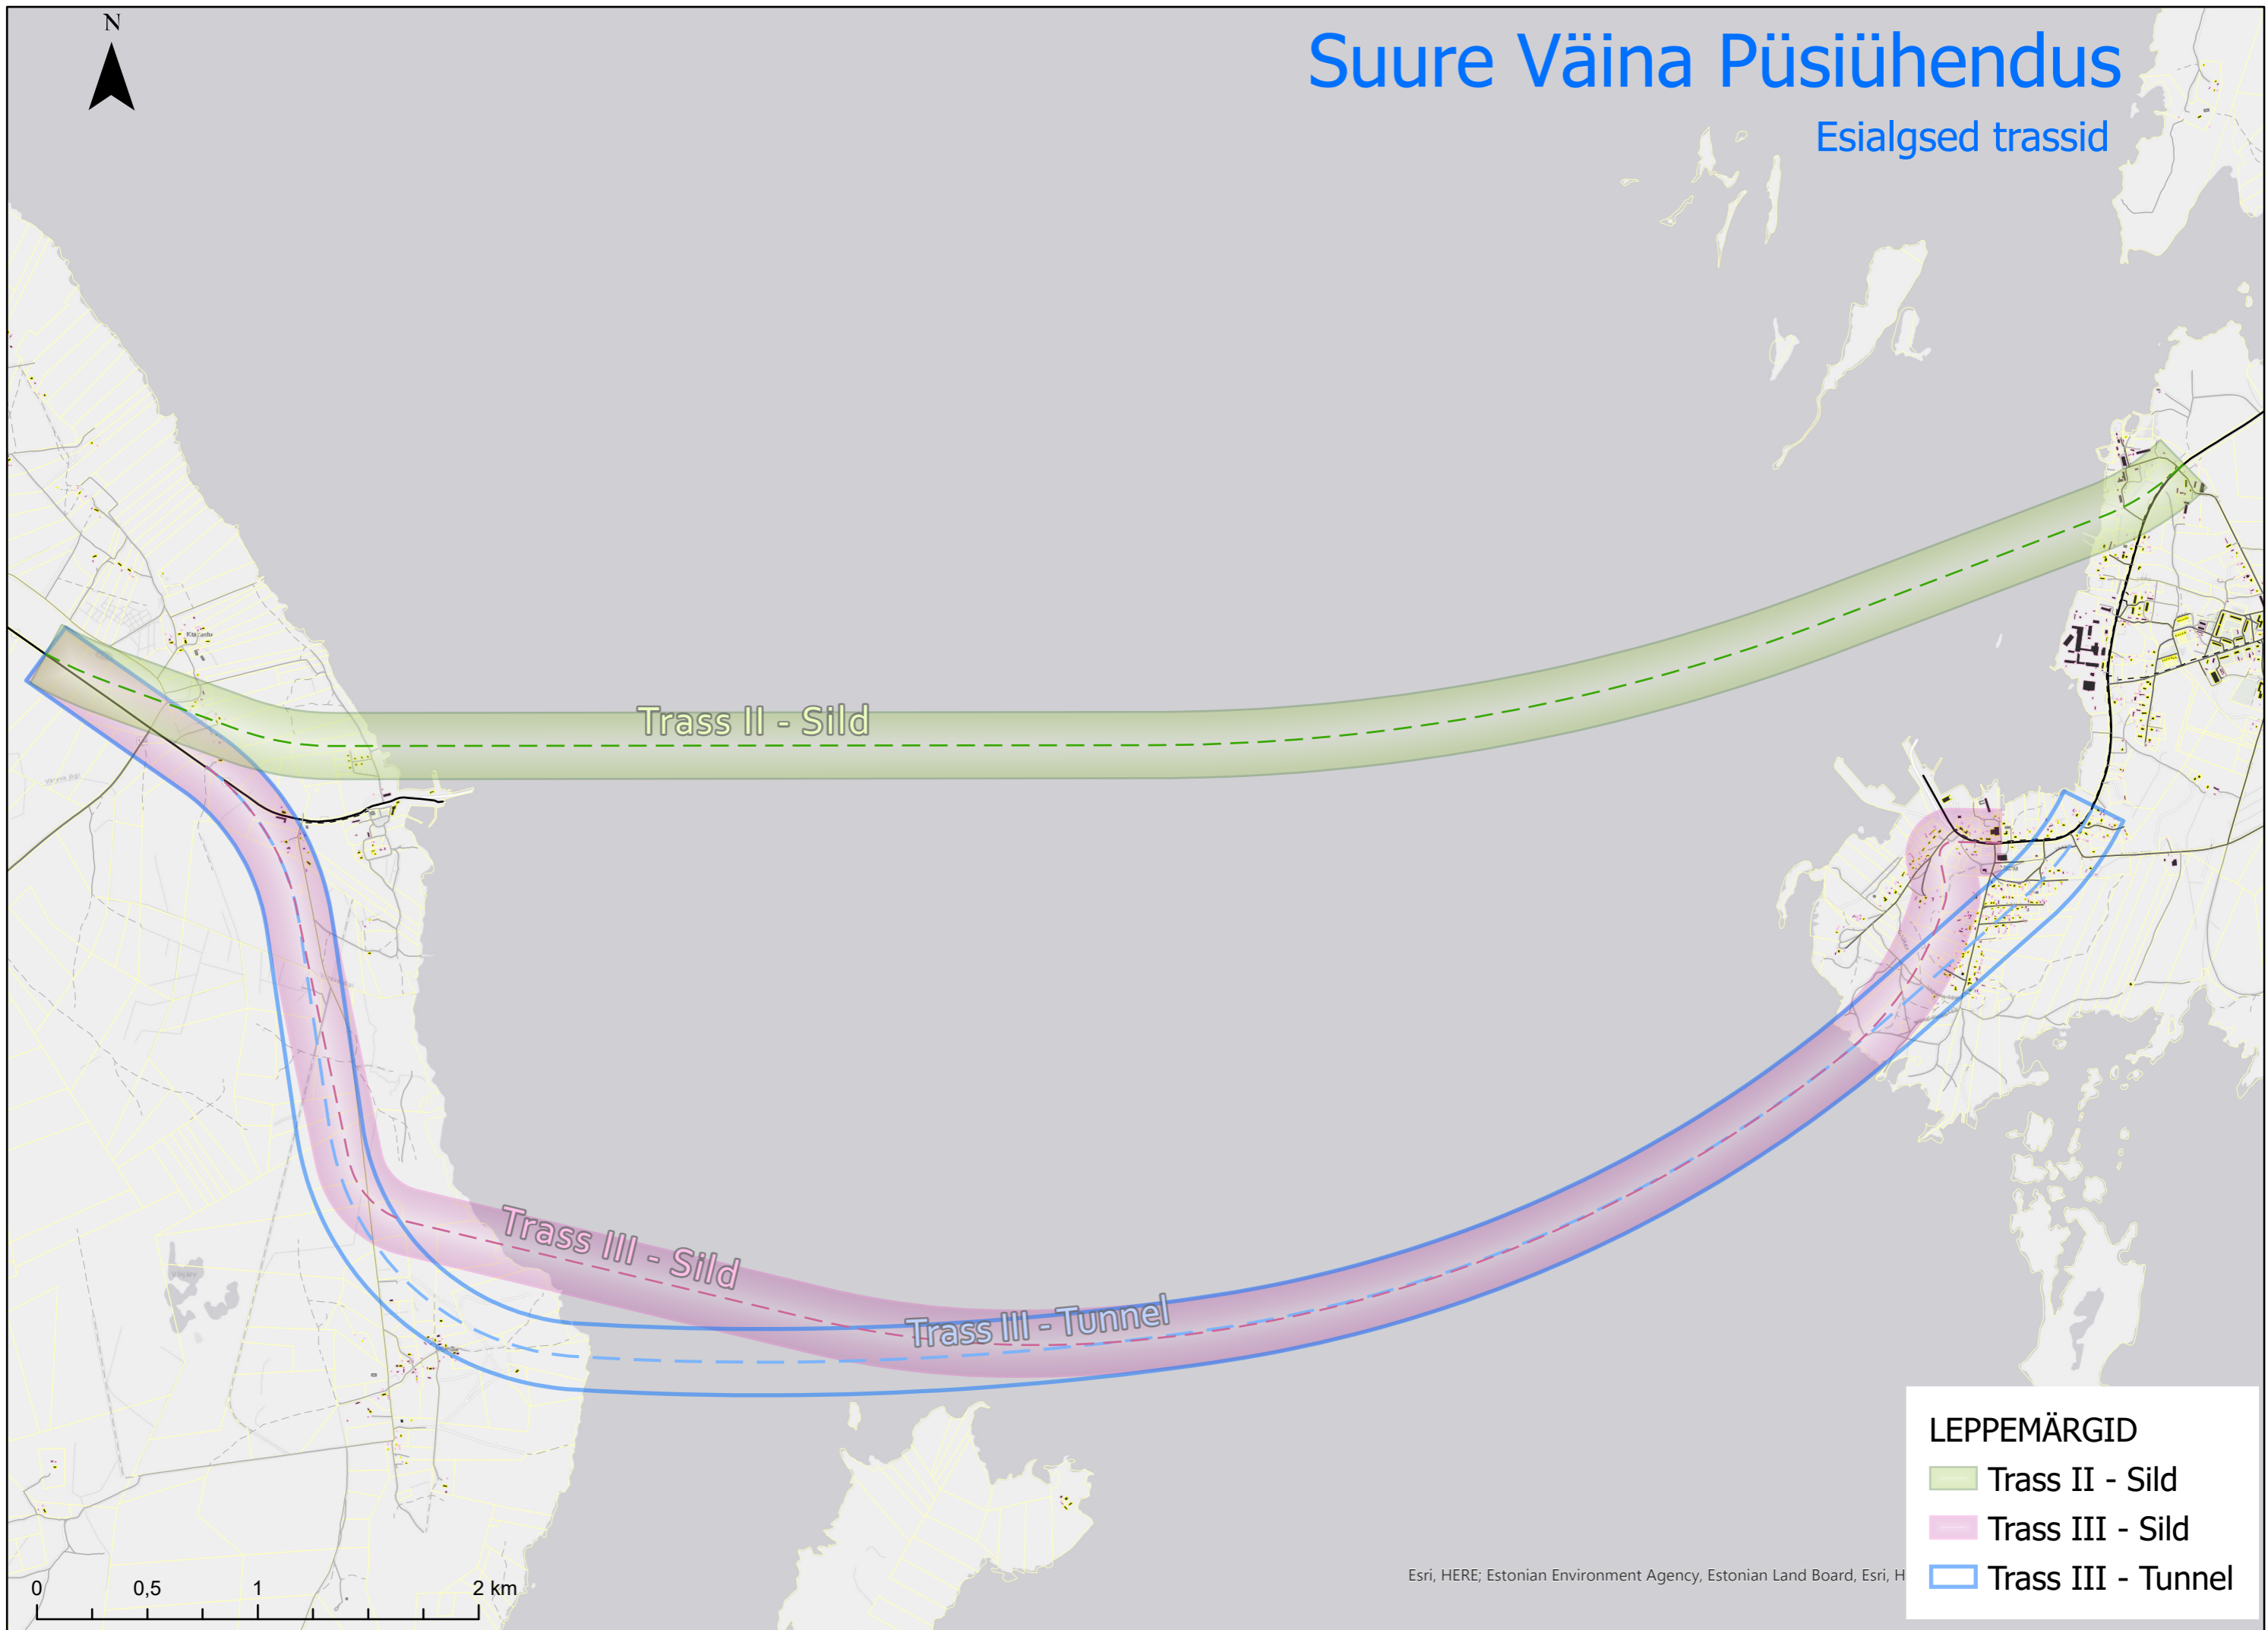 N
Suure Väina Püsiühendus
Esialgsed trassid
Trass II - Sild
Trass III - Sild
Trass III - Tunnel
LEPPEMÄRGID
Trass II - Sild
Trass III - Sild
Trass III - Tunnel
0 0,5 1 2 km
Esri, HERE; Estonian Environment Agency, Estonian Land Board, Esri, H